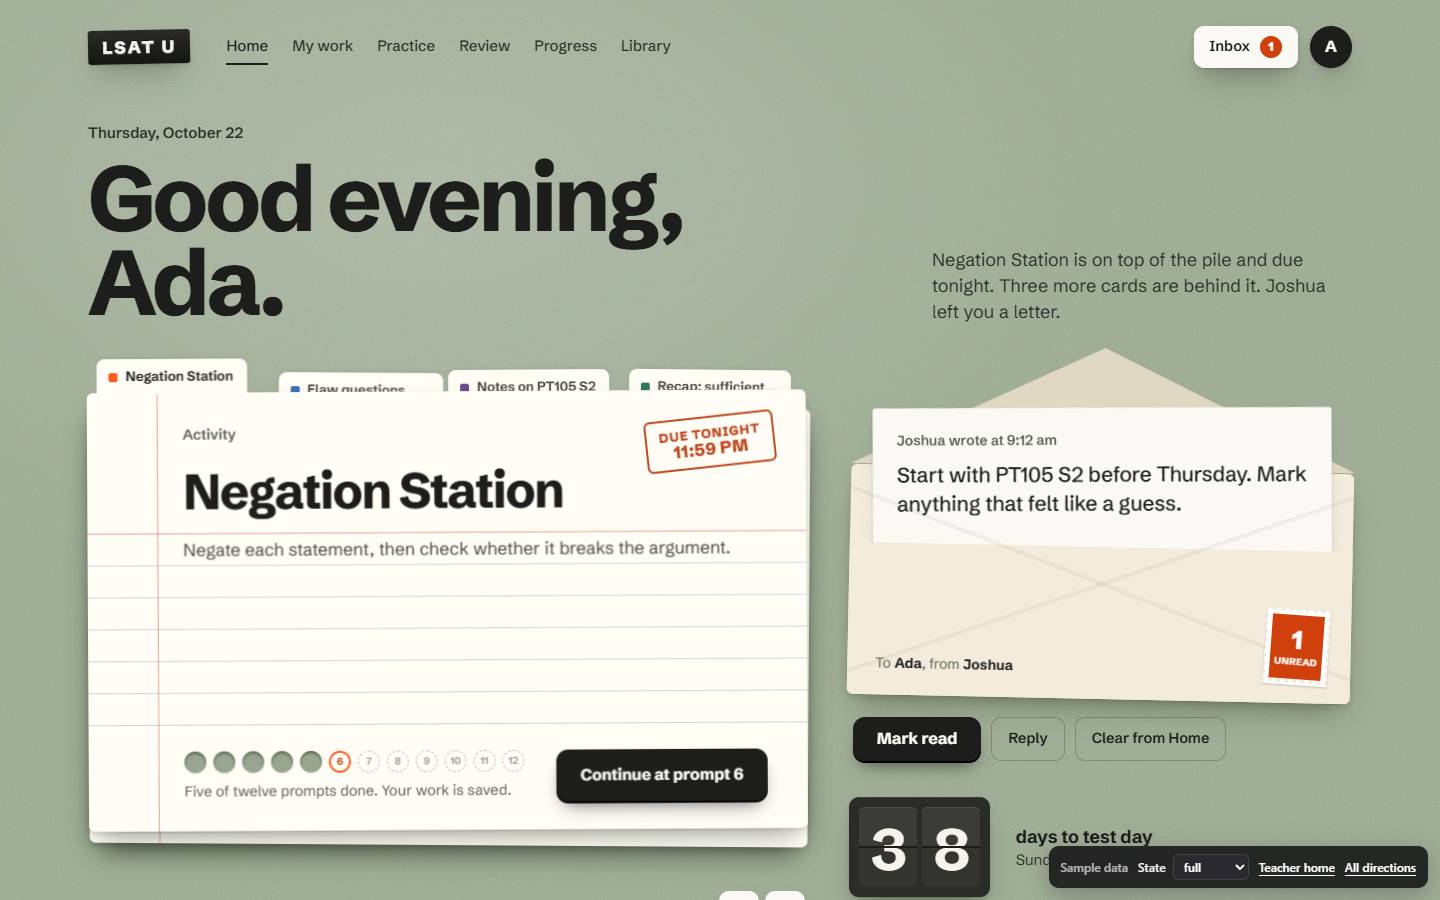 LSAT U
Home
My work
Practice
Review
Progress
Library
Inbox 1
A
Thursday, October 22
Good evening,
Ada.
Negation Station is on top of the pile and due
tonight. Three more cards are behind it. Joshua
left you a letter.
Negation Station
Flaw questions
Notes on PT105 S2
Recap: sufficient...
Activity
DUE TONIGHT
11:59 PM
Negation Station
Negate each statement, then check whether it breaks the argument.
6 7 8 9 10 11 12
Five of twelve prompts done. Your work is saved.
Continue at prompt 6
Joshua wrote at 9:12 am
Start with PT105 S2 before Thursday. Mark
anything that felt like a guess.
To Ada, from Joshua
1
UNREAD
Mark read
Reply
Clear from Home
38
days to test day
Sample data State full Teacher home All directions